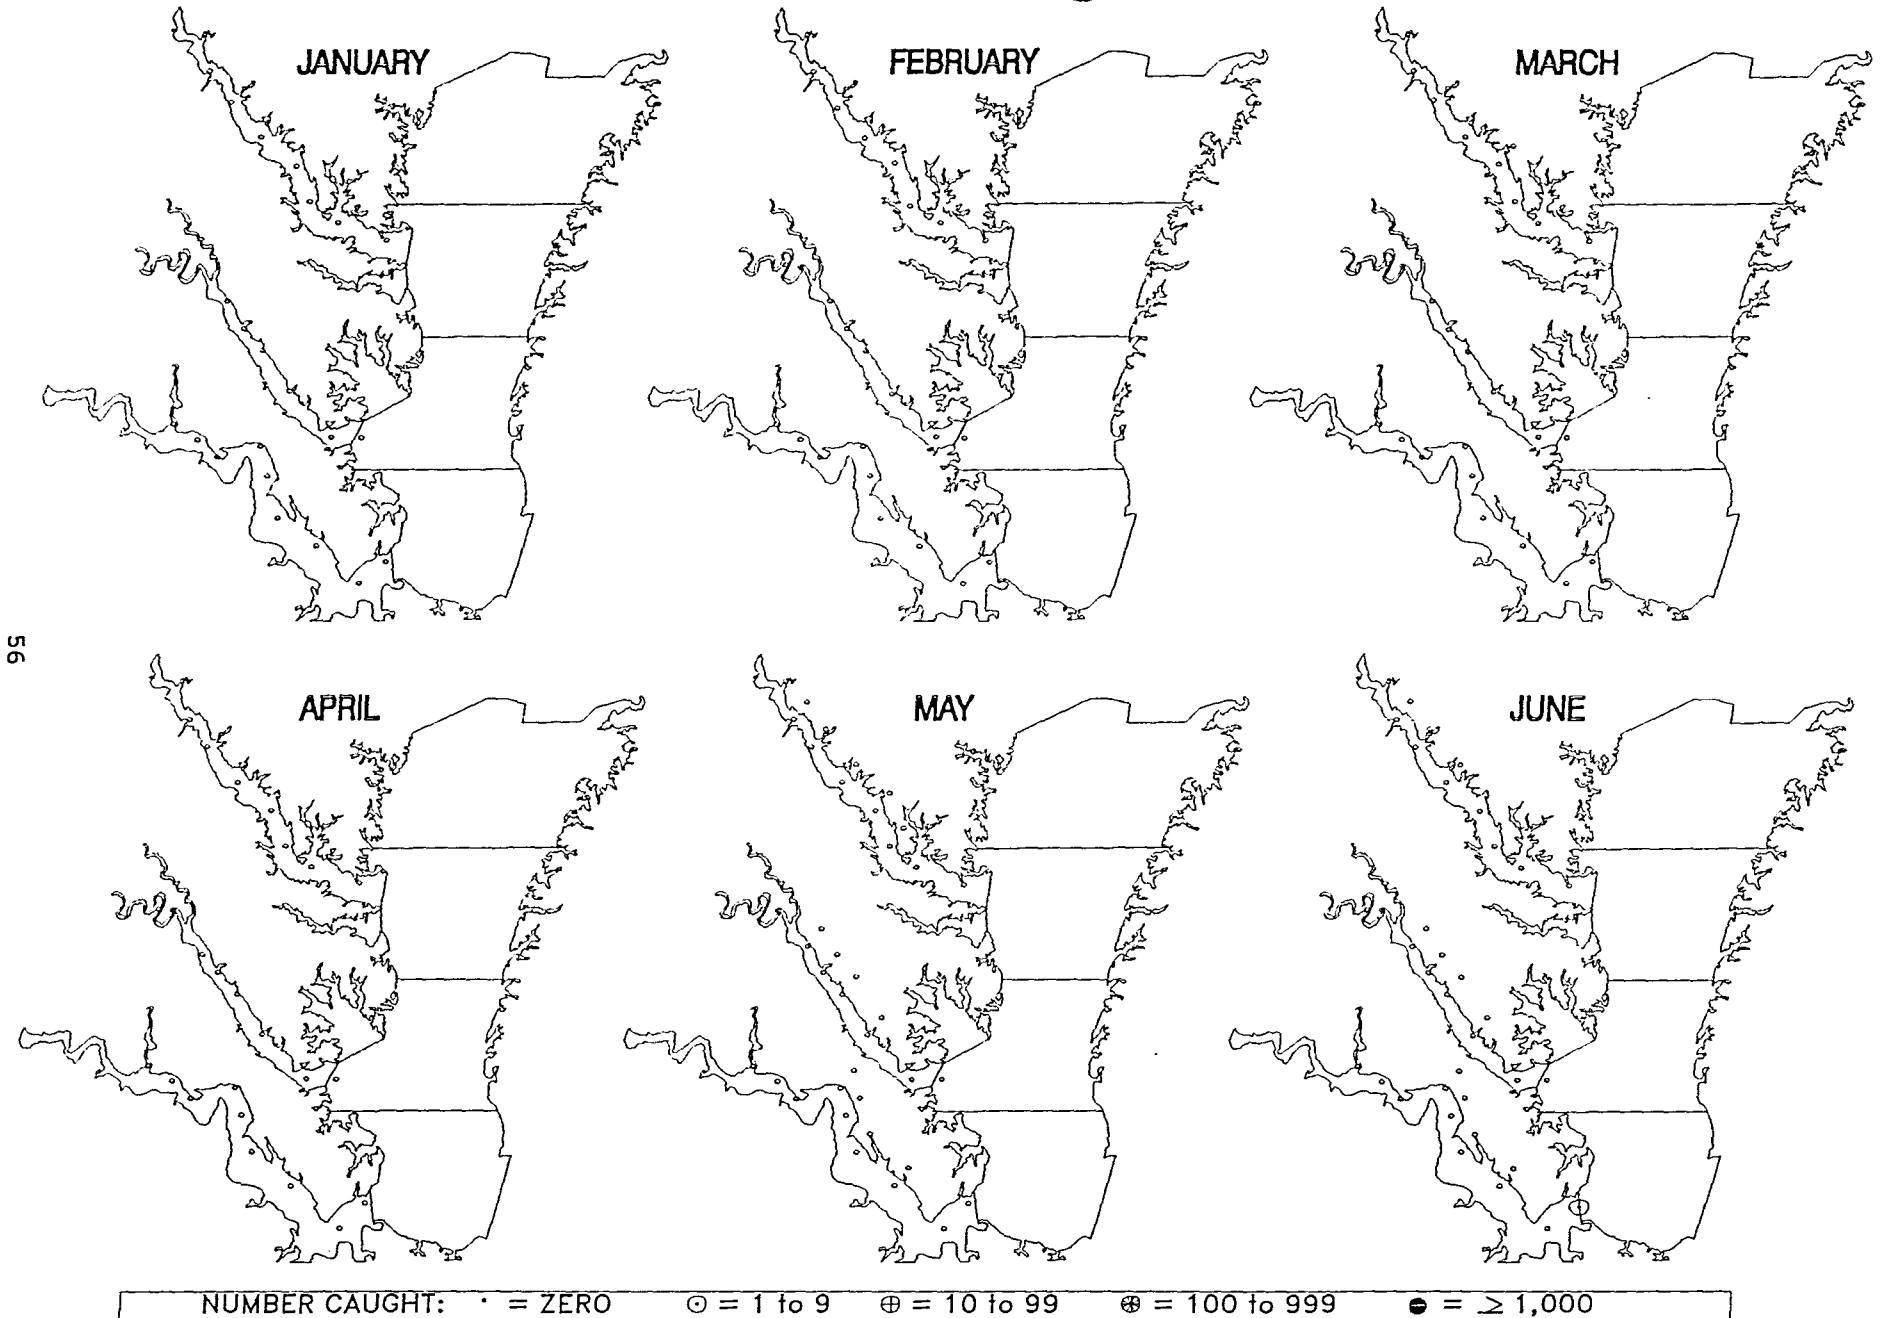 JANUARY
FEBRUARY
MARCH
56
APRIL
MAY
JUNE
NUMBER CAUGHT: · = ZERO ⊙ = 1 to 9 ⊕ = 10 to 99 = 100 to 999 = ≥ 1,000